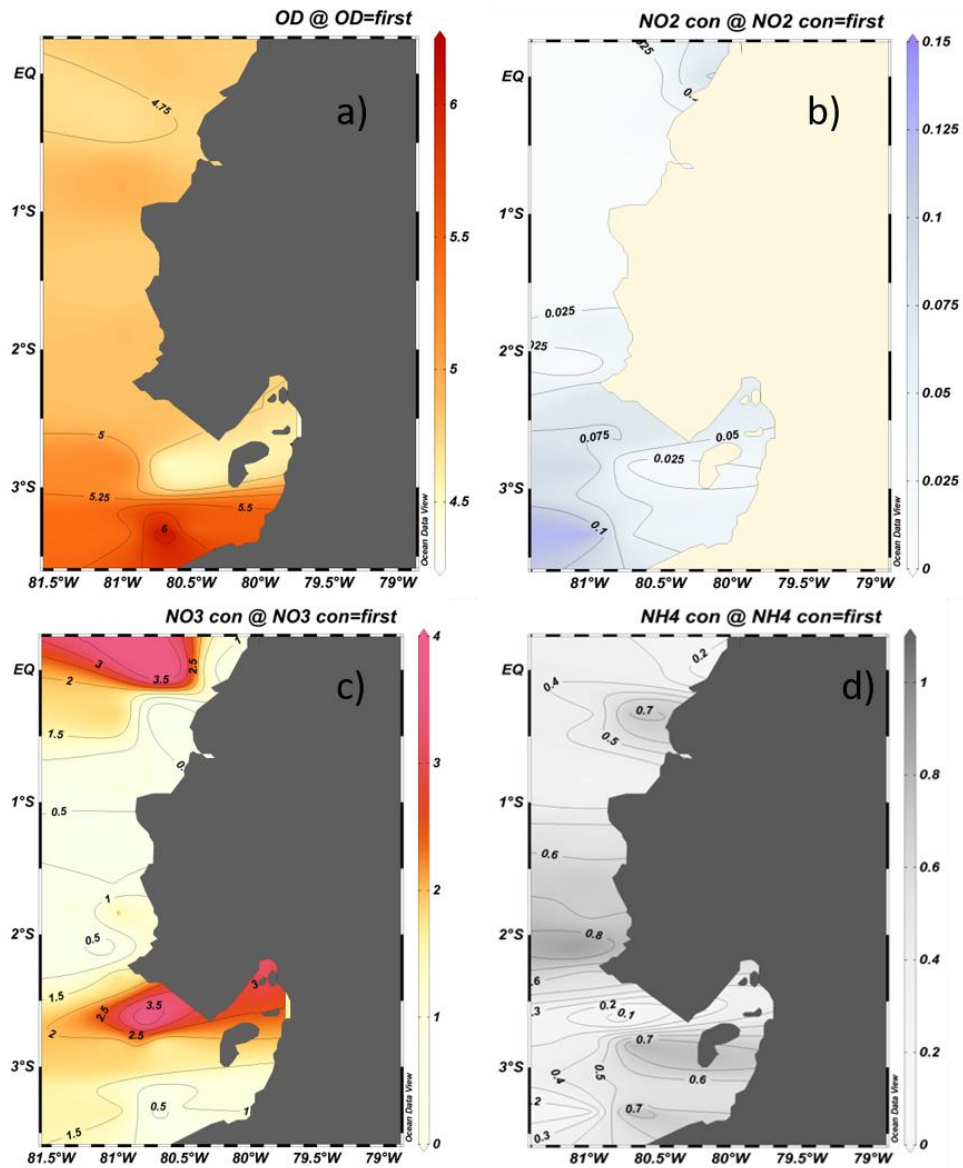 OD @ OD=first
EQ
1°S
2°S
3°S
4.75
a)
5
5.25
5.5
6
6
5.5
5
4.5
Ocean Data View
81.5°W 81°W 80.5°W 80°W 79.5°W 79°W
NO2 con @ NO2 con=first
EQ
1°S
2°S
3°S
b)
0.025
0.075
0.05
0.025
0.1
0.15
0.125
0.1
0.075
0.05
0.025
0
Ocean Data View
81°W 80.5°W 80°W 79.5°W 79°W
NO3 con @ NO3 con=first
EQ
1°S
2°S
3°S
1
3
2.5
2
3.5
c)
1.5
0.5
1
0.5
1.5
3
2.5
3.5
2
2.5
0.5
1
1.5
4
3
2
1
0
Ocean Data View
81.5°W 81°W 80.5°W 80°W 79.5°W 79°W
NH4 con @ NH4 con=first
EQ
1°S
2°S
3°S
0.2
0.4
d)
0.7
0.5
0.6
0.8
0.2
0.1
0.7
0.6
0.5
0.4
0.7
0.3
1
0.8
0.6
0.4
0.2
0
Ocean Data View
81.5°W 81°W 80.5°W 80°W 79.5°W 79°W